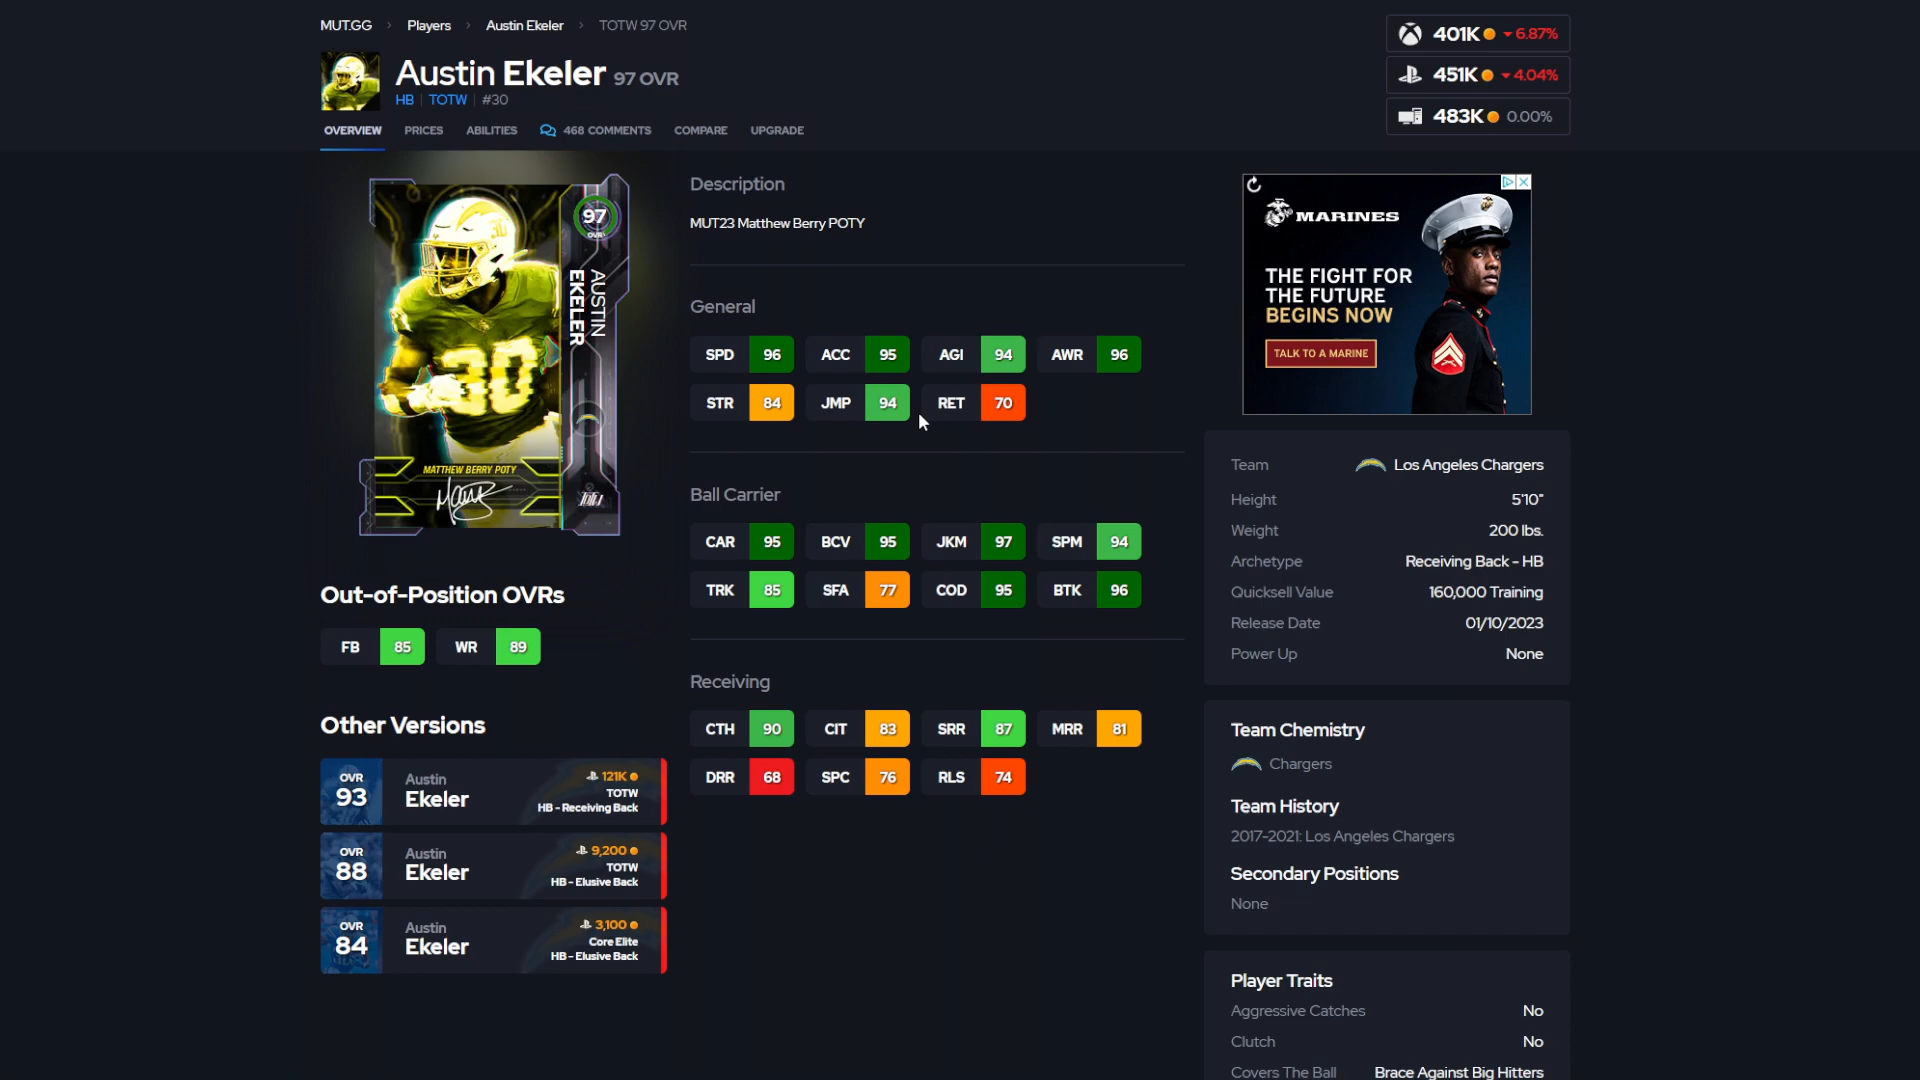 MUT.GG › Players › Austin Ekeler › TOTW 97 OVR
Austin Ekeler 97 OVR
HB TOTW #30
OVERVIEW PRICES ABILITIES 468 COMMENTS COMPARE UPGRADE
401K 6.87%
451K 4.04%
483K 0.00%
97
OVR
AUSTIN
EKELER
30
MATTHEW BERRY POTY
Out-of-Position OVRs
FB 85 WR 89
Other Versions
OVR
93
Austin
Ekeler
121K
TOTW
HB - Receiving Back
OVR
88
Austin
Ekeler
9,200
TOTW
HB - Elusive Back
OVR
84
Austin
Ekeler
3,100
Core Elite
HB - Elusive Back
Description
MUT23 Matthew Berry POTY
General
SPD 96 ACC 95 AGI 94 AWR 96
STR 84 JMP 94 RET 70
Ball Carrier
CAR 95 BCV 95 JKM 97 SPM 94
TRK 85 SFA 77 COD 95 BTK 96
Receiving
CTH 90 CIT 83 SRR 87 MRR 81
DRR 68 SPC 76 RLS 74
MARINES
THE FIGHT FOR
THE FUTURE
BEGINS NOW
TALK TO A MARINE
Team Los Angeles Chargers
Height 5'10"
Weight 200 lbs.
Archetype Receiving Back - HB
Quicksell Value 160,000 Training
Release Date 01/10/2023
Power Up None
Team Chemistry
Chargers
Team History
2017-2021: Los Angeles Chargers
Secondary Positions
None
Player Traits
Aggressive Catches No
Clutch No
Covers The Ball Brace Against Big Hitters